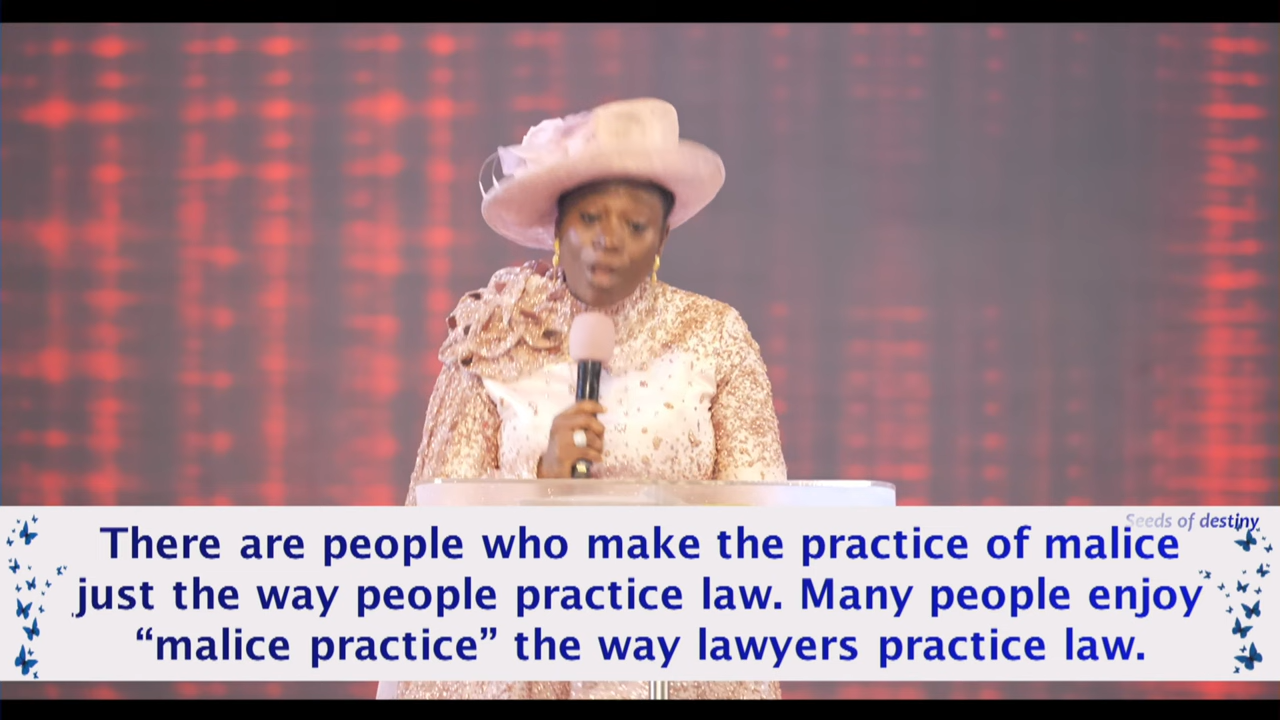 Seeds of destiny
There are people who make the practice of malice
just the way people practice law. Many people enjoy
“malice practice” the way lawyers practice law.